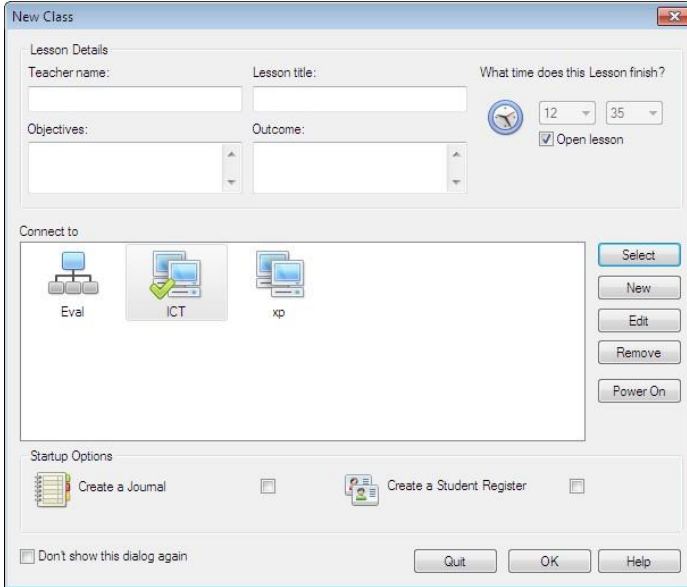 New Class
Lesson Details
Teacher name:
Lesson title:
What time does this Lesson finish?
12
35
Objectives:
Outcome:
Open lesson
Connect to
Eval
ICT
xp
Select
New
Edit
Remove
Power On
Startup Options
Create a Journal
Create a Student Register
Don't show this dialog again
Quit
OK
Help